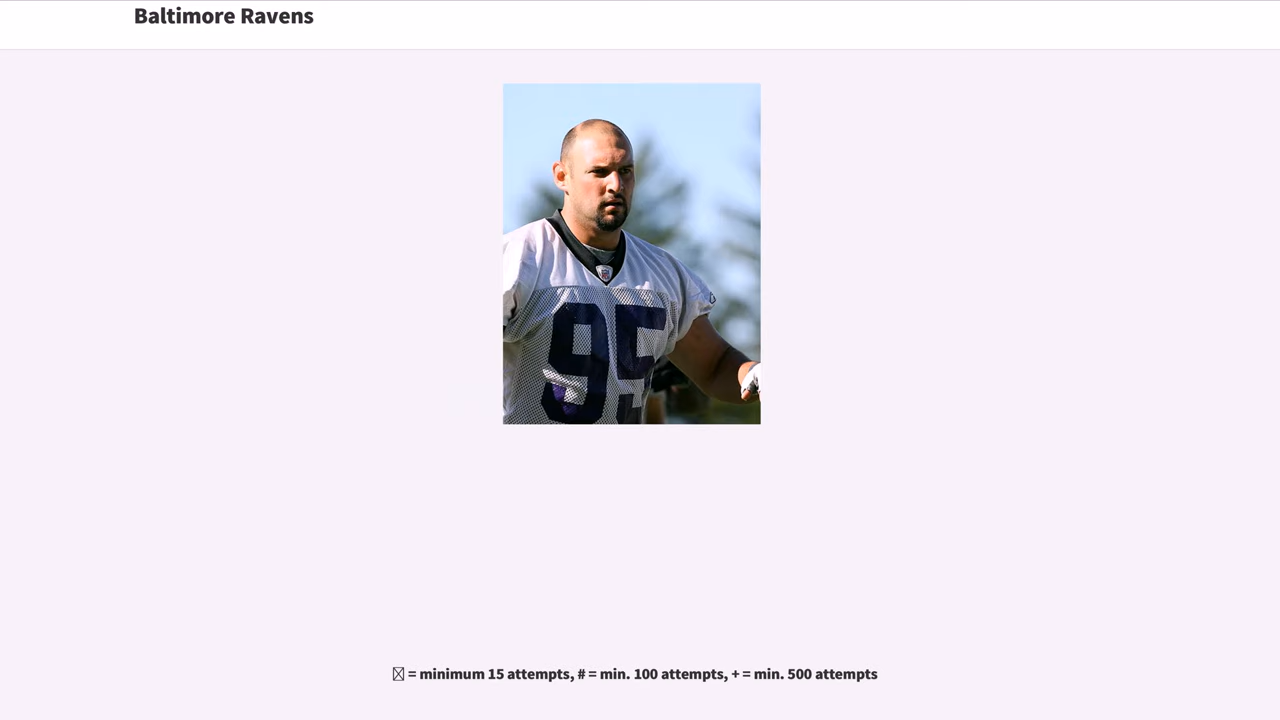 Baltimore Ravens
95
= minimum 15 attempts, # = min. 100 attempts, + = min. 500 attempts